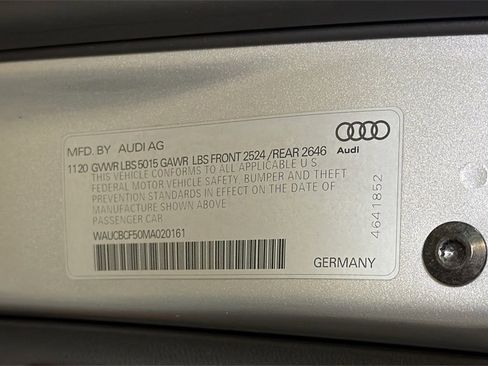 MFD. BY AUDI AG
11 20 GVWR LBS 5015 GAWR LBS FRONT 2524 / REAR 2646
THIS VEHICLE CONFORMS TO ALL APPLICABLE U S
FEDERAL MOTOR VEHICLE SAFETY, BUMPER AND THEFT
PREVENTION STANDARDS IN EFFECT ON THE DATE OF
MANUFACTURE SHOWN ABOVE
PASSENGER CAR
WAUCBCF50MA020161
Audi
4641852
GERMANY